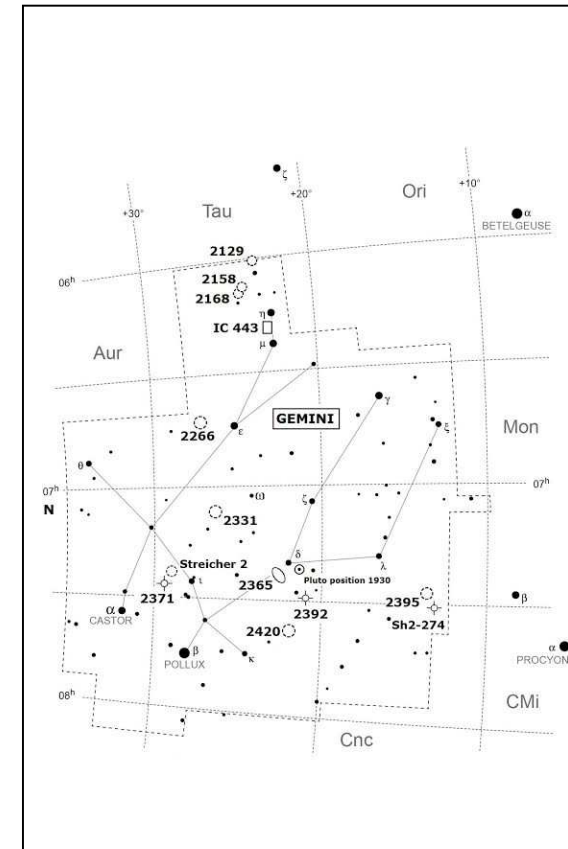 ζ
Ori
+10°
+20°
+30°
Tau
α
BETELGEUSE
2129
06h
2158
2168
η
IC 443
μ
Aur
γ
GEMINI
ε
2266
Mon
ξ
θ
07h
07h
N
ω
ζ
2331
δ
λ
Streicher 2
2365
Pluto position 1930
ι
2371
2392
2395
β
α
CASTOR
Sh2-274
2420
β
POLLUX
κ
α
PROCYON
08h
CMi
Cnc